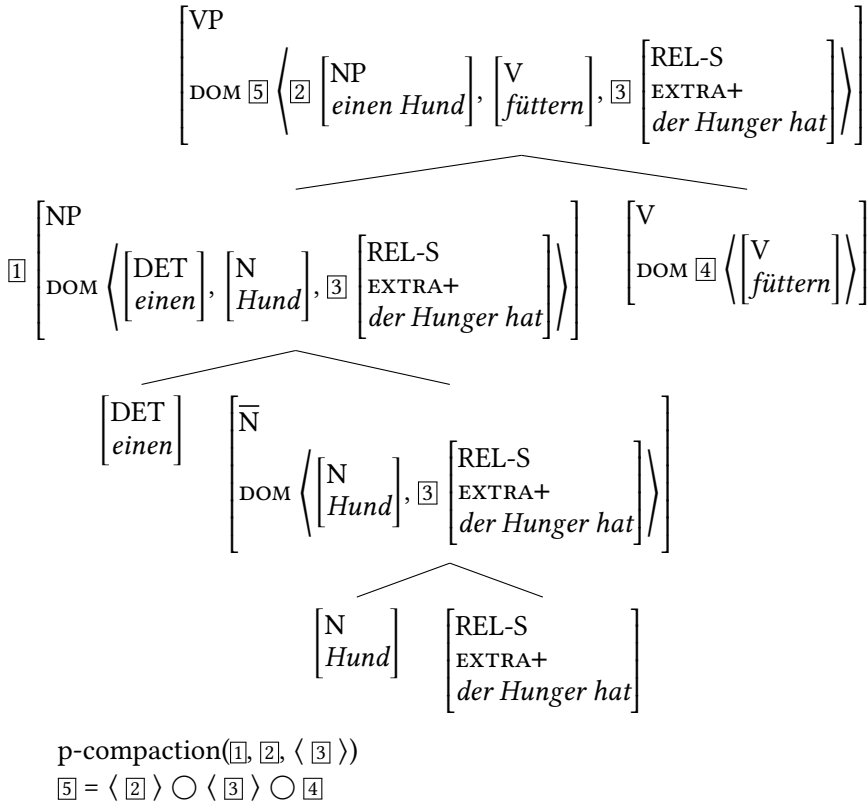 VP
DOM [5] ⟨ [2] [NP einen Hund], [V füttern], [3] [REL-S EXTRA+ der Hunger hat] ⟩
[1] NP
DOM ⟨ [DET einen], [N Hund], [3] [REL-S EXTRA+ der Hunger hat] ⟩
V
DOM [4] ⟨ [V füttern] ⟩
DET
einen
N̅
DOM ⟨ [N Hund], [3] [REL-S EXTRA+ der Hunger hat] ⟩
N
Hund
REL-S
EXTRA+
der Hunger hat
p-compaction([1], [2], ⟨ [3] ⟩)
[5] = ⟨ [2] ⟩ ◯ ⟨ [3] ⟩ ◯ [4]